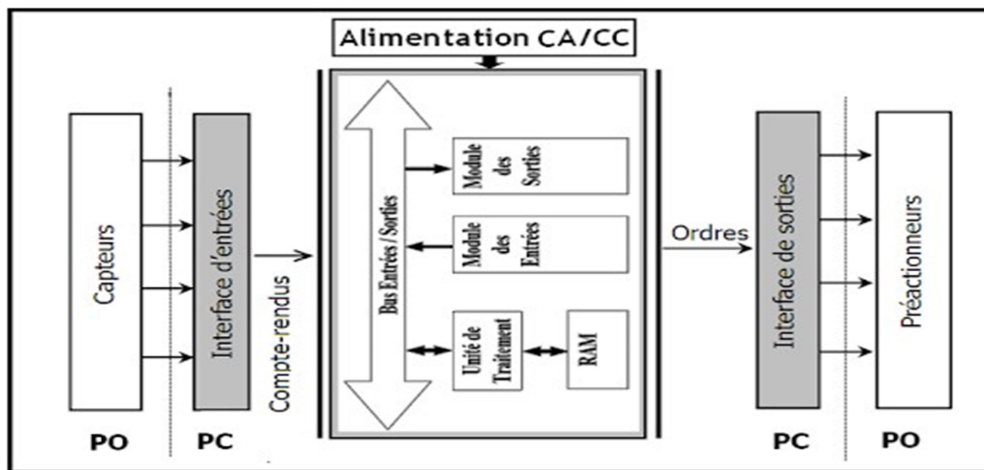 Alimentation CA/CC
Capteurs
Interface d'entrées
Compte-rendus
Bus Entrées / Sorties
Module
des
Sorties
Module
des
Entrées
Unité de
Traitement
RAM
Ordres
Interface de sorties
Préactionneurs
PO
PC
PC
PO